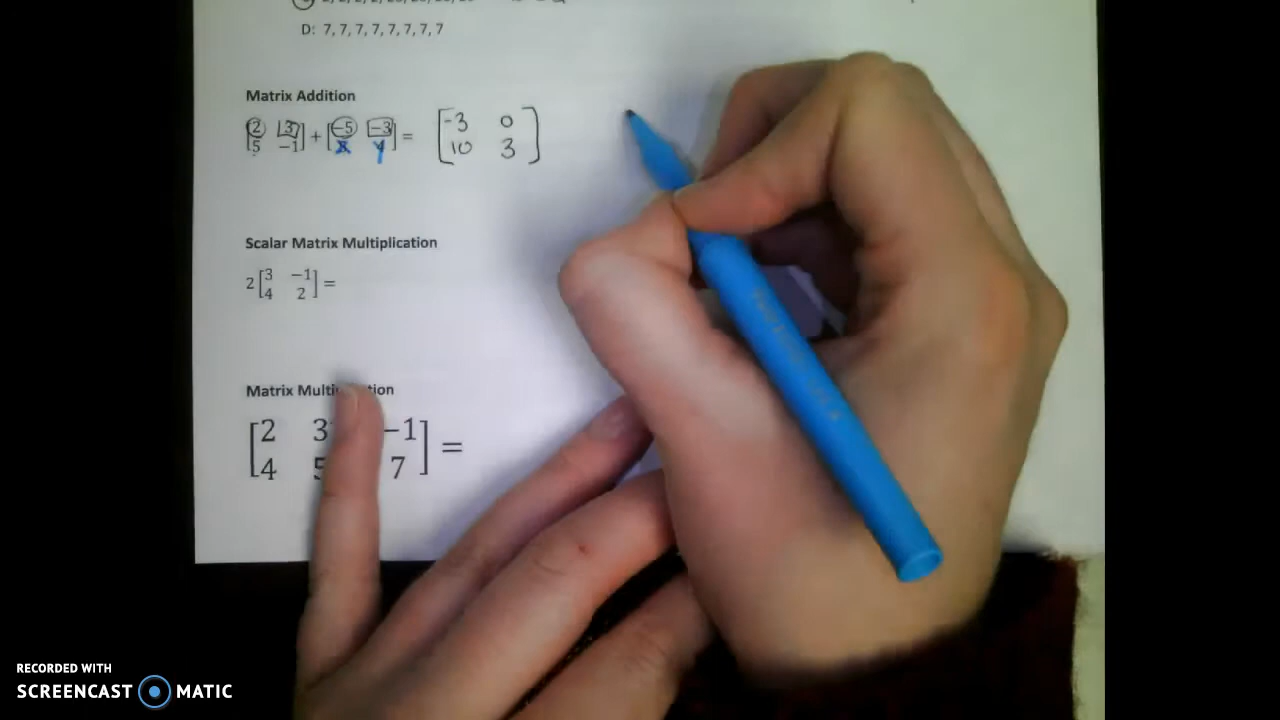 D: 7, 7, 7, 7, 7, 7, 7, 7
Matrix Addition
[2 3] + [-5 -3] = [-3 0]
[5 -1] [x y] [10 3]
Scalar Matrix Multiplication
2 [3 -1] =
[4 2]
Matrix
[2 3 -1] =
[4 5 7]
RECORDED WITH
SCREENCAST MATIC